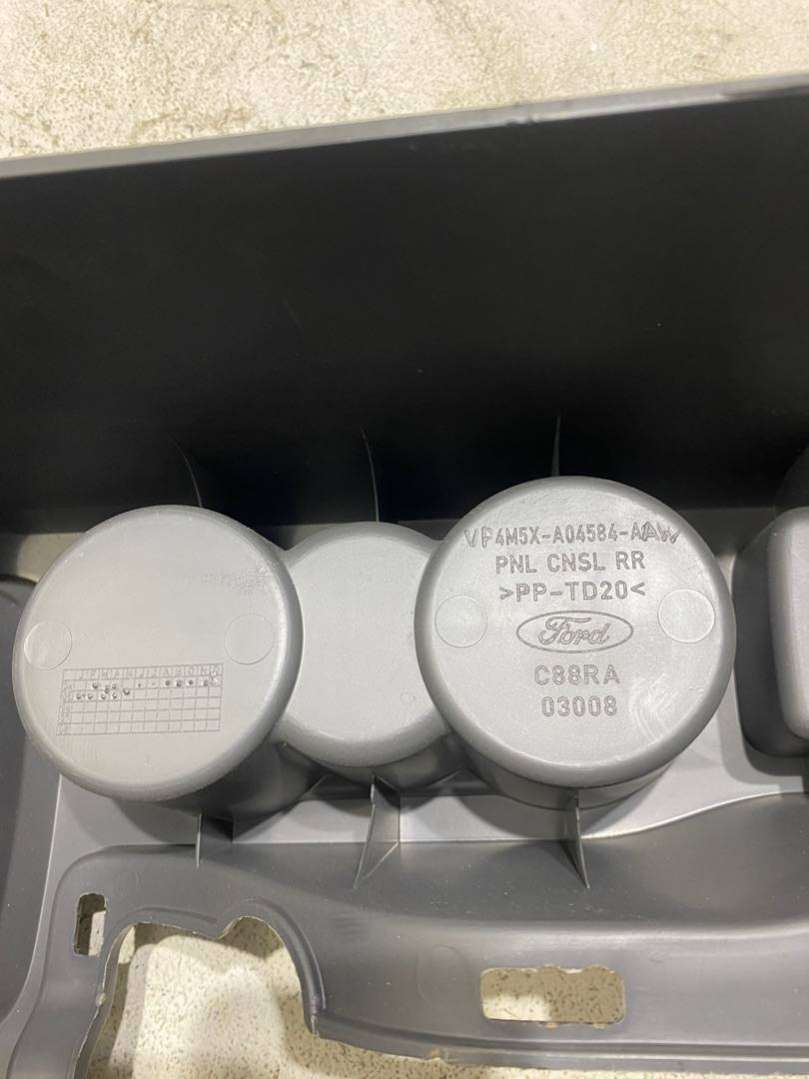 VP4M5X-A04584-AAW
PNL CNSL RR
>PP-TD20<
Ford
C88RA
03008
J F M A M J J A S O N D